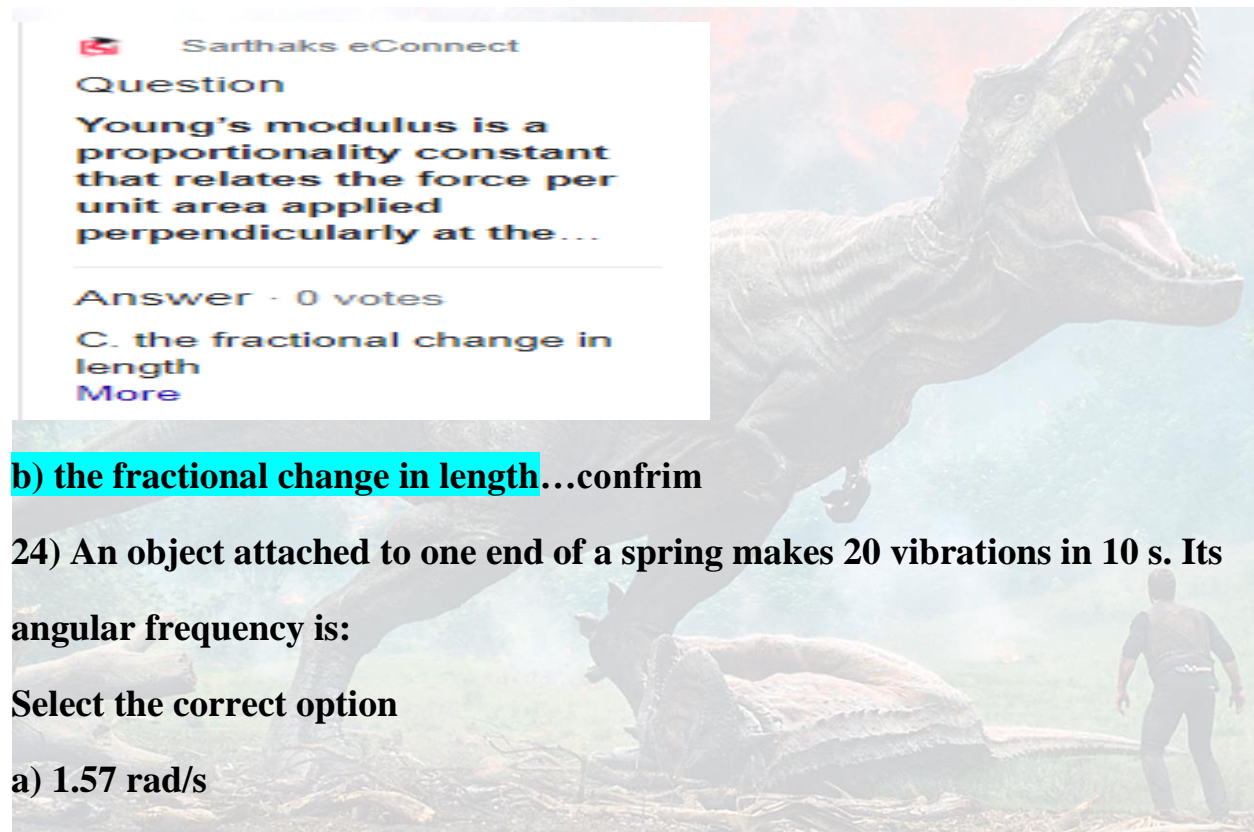 Sarthaks eConnect
Question
Young's modulus is a
proportionality constant
that relates the force per
unit area applied
perpendicularly at the...
Answer · 0 votes
C. the fractional change in
length
More
b) the fractional change in length…confrim
24) An object attached to one end of a spring makes 20 vibrations in 10 s. Its
angular frequency is:
Select the correct option
a) 1.57 rad/s